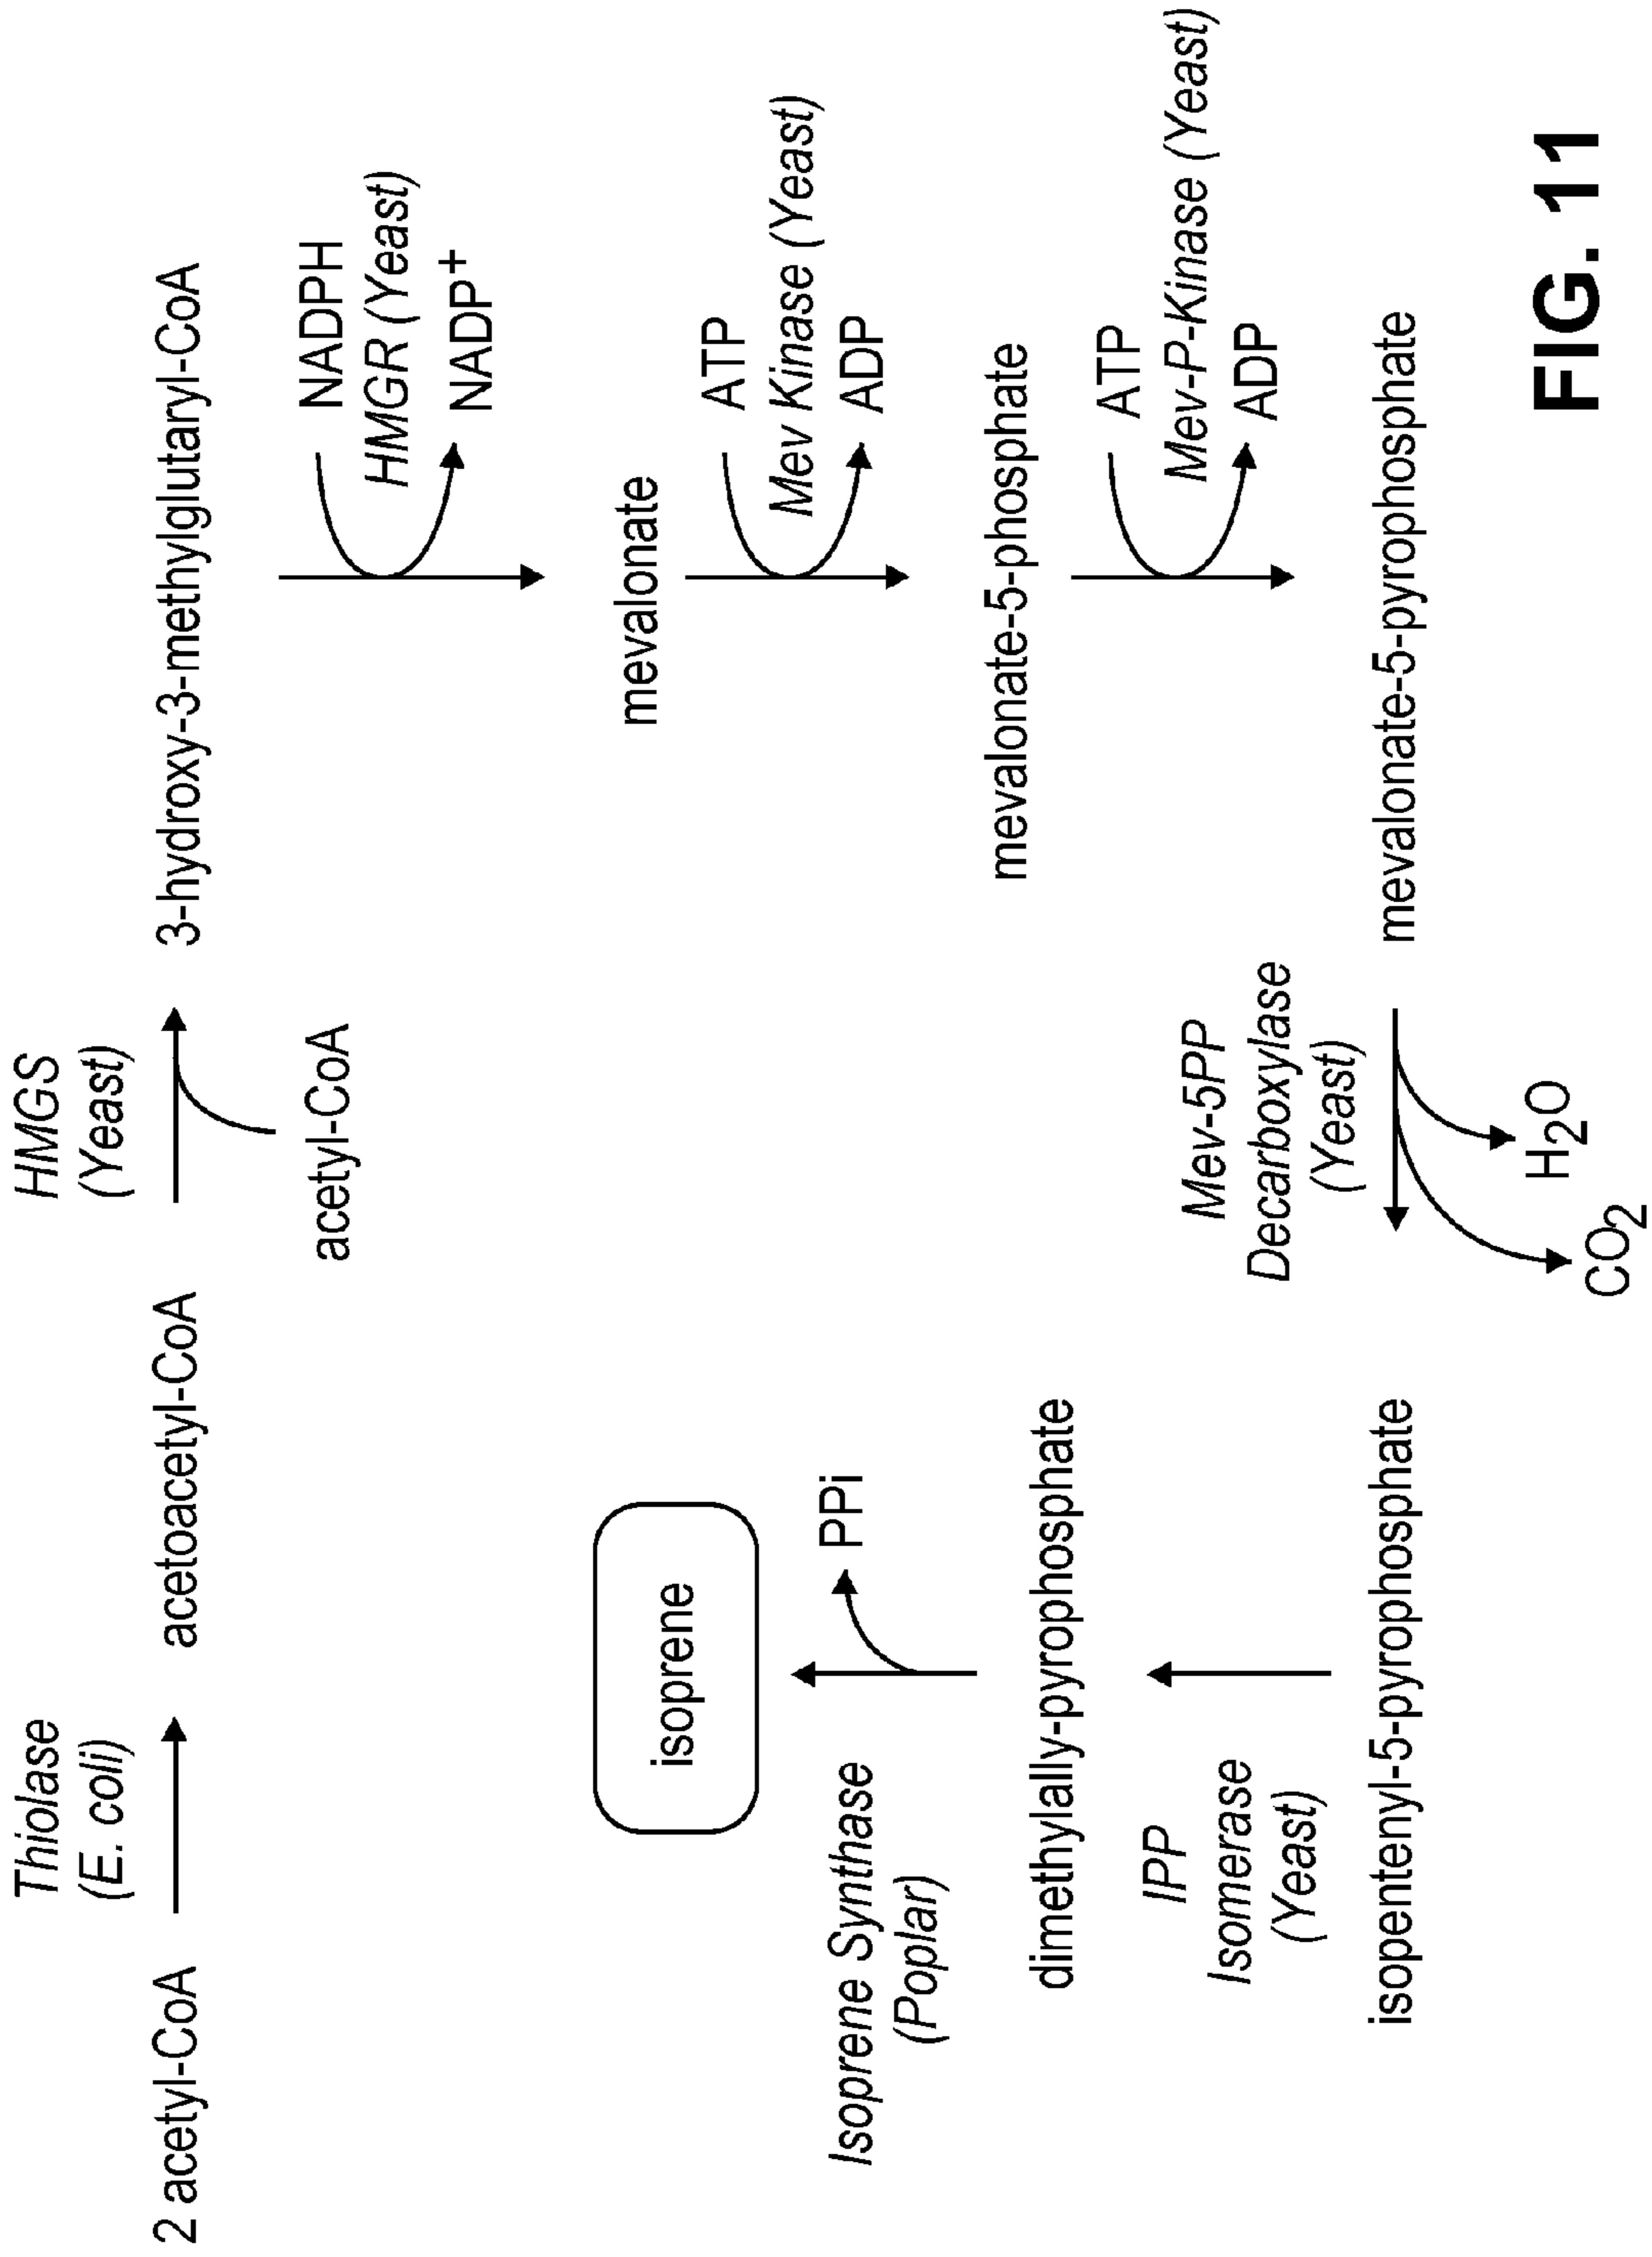 Thiolase
(E. coli)
HMGS
(Yeast)
2 acetyl-CoA
acetoacetyl-CoA
3-hydroxy-3-methylglutaryl-CoA
acetyl-CoA
NADPH
HMGR (Yeast)
NADP+
mevalonate
ATP
Mev Kinase (Yeast)
ADP
mevalonate-5-phosphate
ATP
Mev-P-Kinase (Yeast)
ADP
mevalonate-5-pyrophosphate
Mev-5PP
Decarboxylase
(Yeast)
H2O
CO2
isopentenyl-5-pyrophosphate
IPP
Isomerase
(Yeast)
dimethylally-pyrophosphate
Isoprene Synthase
(Poplar)
PPi
isoprene
FIG. 11